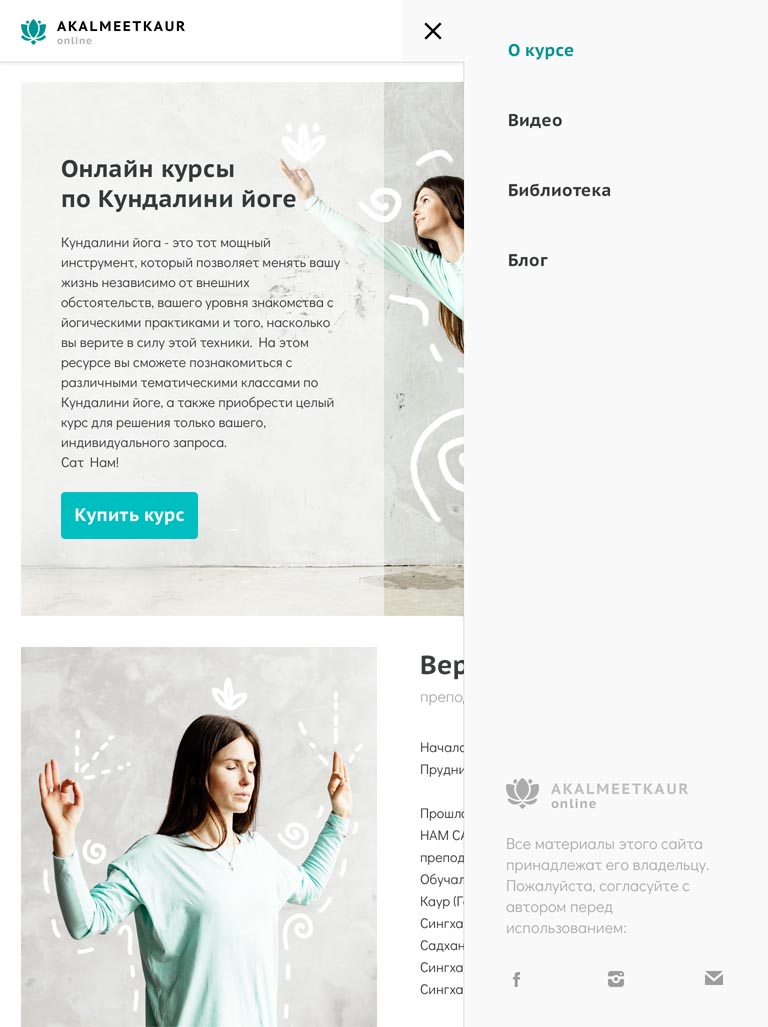 AKALMEETKAUR
online
Онлайн курсы
по Кундалини йоге
Кундалини йога - это тот мощный
инструмент, который позволяет менять вашу
жизнь независимо от внешних
обстоятельств, вашего уровня знакомства с
йогическими практиками и того, насколько
вы верите в силу этой техники. На этом
ресурсе вы сможете познакомиться с
различными тематическими классами по
Кундалини йоге, а также приобрести целый
курс для решения только вашего,
индивидуального запроса.
Сат Нам!
Купить курс
Вер
препо
Начало
Прудни
Прошло
НАМ СА
препод
Обучал
Каур (Г
Сингха
Садхан
Сингха
Сингха
О курсе
Видео
Библиотека
Блог
AKALMEETKAUR
online
Все материалы этого сайта
принадлежат его владельцу.
Пожалуйста, согласуйте с
автором перед
использованием: